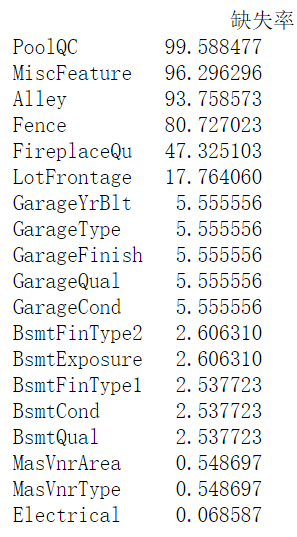 缺失率
PoolQC 99.588477
MiscFeature 96.296296
Alley 93.758573
Fence 80.727023
FireplaceQu 47.325103
LotFrontage 17.764060
GarageYrBlt 5.555556
GarageType 5.555556
GarageFinish 5.555556
GarageQual 5.555556
GarageCond 5.555556
BsmtFinType2 2.606310
BsmtExposure 2.606310
BsmtFinType1 2.537723
BsmtCond 2.537723
BsmtQual 2.537723
MasVnrArea 0.548697
MasVnrType 0.548697
Electrical 0.068587